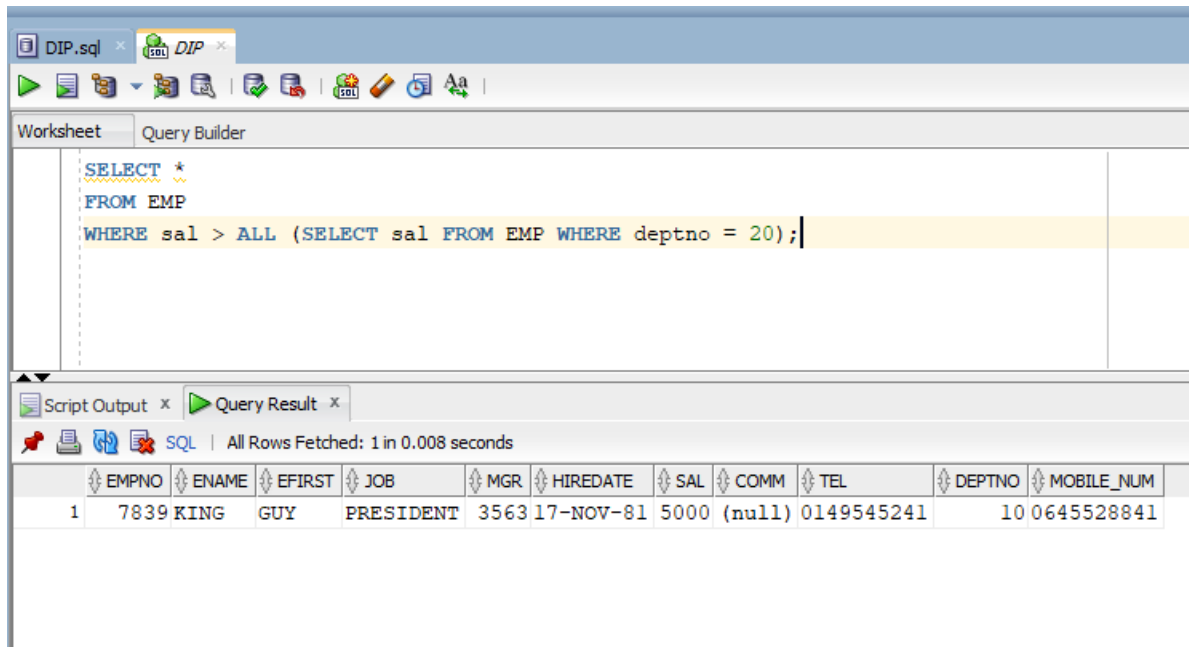 DIP.sql × DIP ×
Worksheet Query Builder
SELECT *
FROM EMP
WHERE sal > ALL (SELECT sal FROM EMP WHERE deptno = 20);
Script Output x Query Result x
SQL | All Rows Fetched: 1 in 0.008 seconds
EMPNO ENAME EFIRST JOB MGR HIREDATE SAL COMM TEL DEPTNO MOBILE_NUM
1 7839 KING GUY PRESIDENT 3563 17-NOV-81 5000 (null) 0149545241 10 0645528841